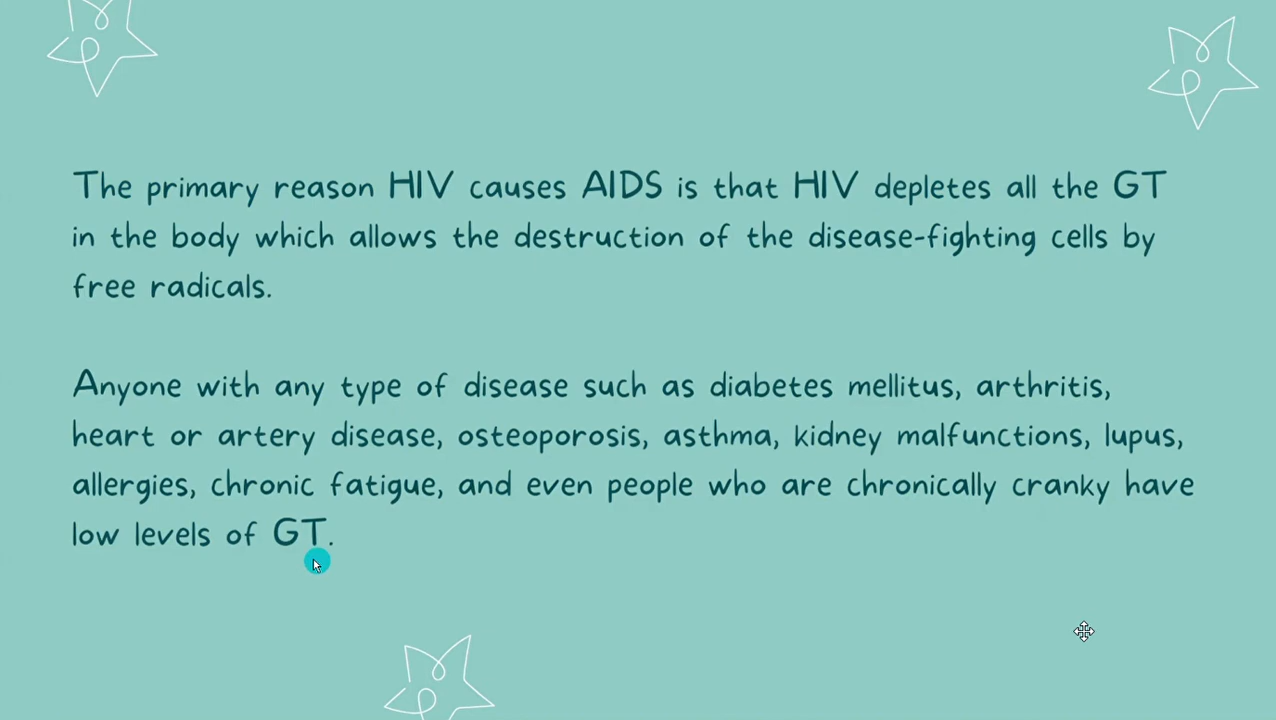 The primary reason HIV causes AIDS is that HIV depletes all the GT
in the body which allows the destruction of the disease-fighting cells by
free radicals.
Anyone with any type of disease such as diabetes mellitus, arthritis,
heart or artery disease, osteoporosis, asthma, kidney malfunctions, lupus,
allergies, chronic fatigue, and even people who are chronically cranky have
low levels of GT.